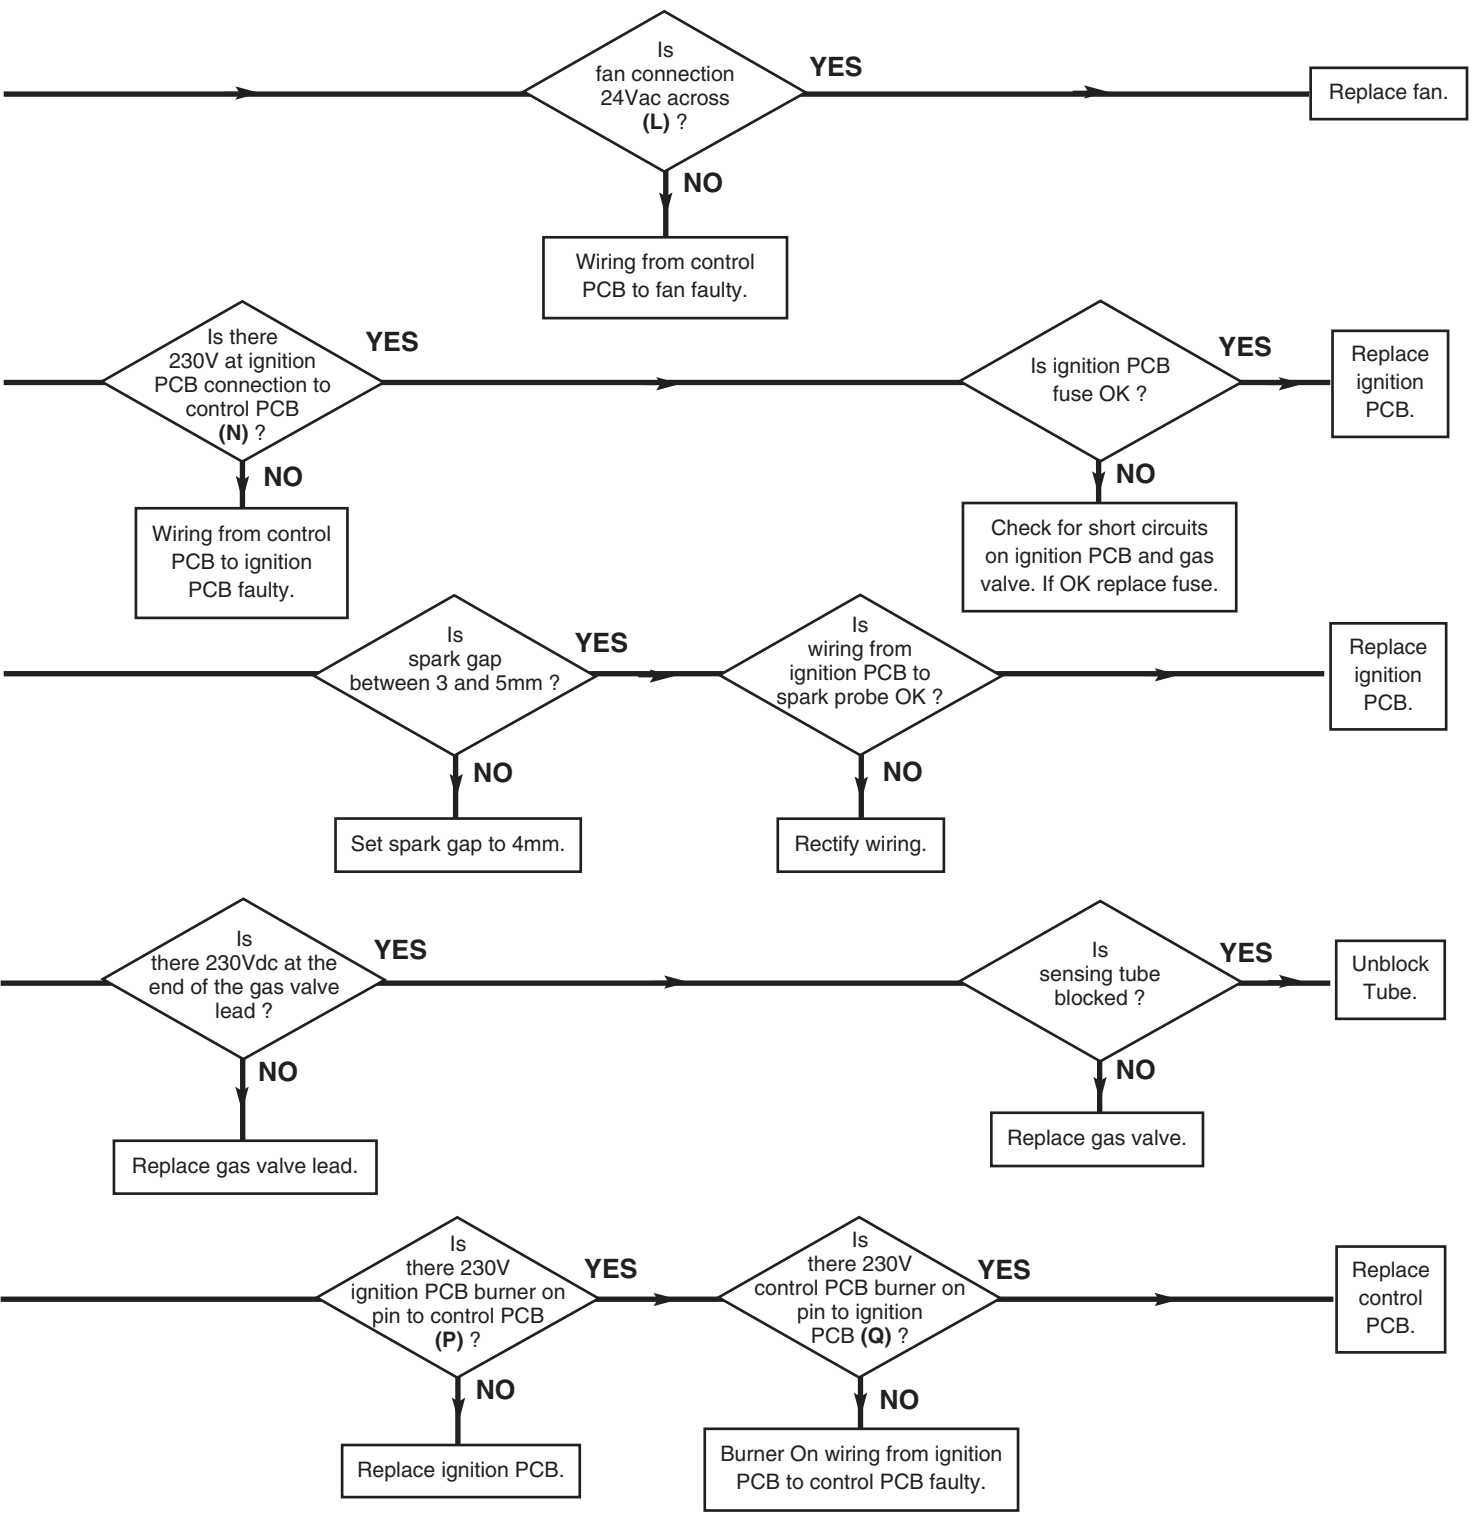 Is
fan connection
24Vac across
(L) ?
YES
Replace fan.
NO
Wiring from control
PCB to fan faulty.
Is there
230V at ignition
PCB connection to
control PCB
(N) ?
YES
Is ignition PCB
fuse OK ?
YES
Replace
ignition
PCB.
NO
Wiring from control
PCB to ignition
PCB faulty.
NO
Check for short circuits
on ignition PCB and gas
valve. If OK replace fuse.
Is
spark gap
between 3 and 5mm ?
YES
Is
wiring from
ignition PCB to
spark probe OK ?
Replace
ignition
PCB.
NO
Set spark gap to 4mm.
NO
Rectify wiring.
Is
there 230Vdc at the
end of the gas valve
lead ?
YES
Is
sensing tube
blocked ?
YES
Unblock
Tube.
NO
Replace gas valve lead.
NO
Replace gas valve.
Is
there 230V
ignition PCB burner on
pin to control PCB
(P) ?
YES
Is
there 230V
control PCB burner on
pin to ignition
PCB (Q) ?
YES
Replace
control
PCB.
NO
Replace ignition PCB.
NO
Burner On wiring from ignition
PCB to control PCB faulty.